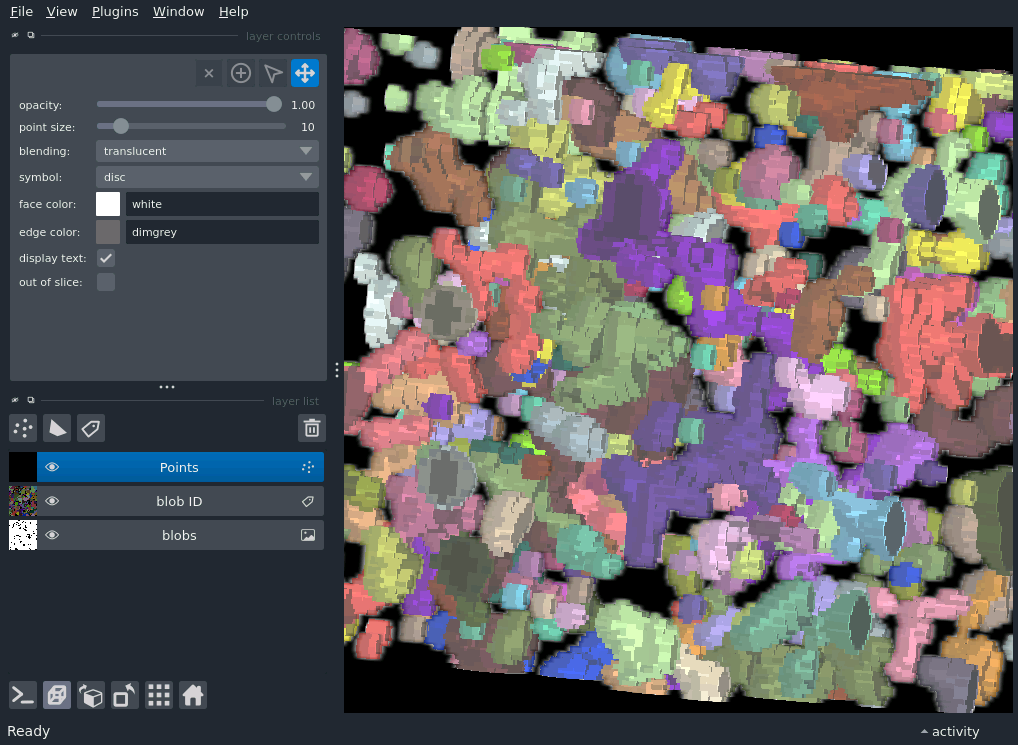 File View Plugins Window Help
layer controls
opacity: 1.00
point size: 10
blending: translucent
symbol: disc
face color: white
edge color: dimgrey
display text:
out of slice:
layer list
Points
blob ID
blobs
Ready activity